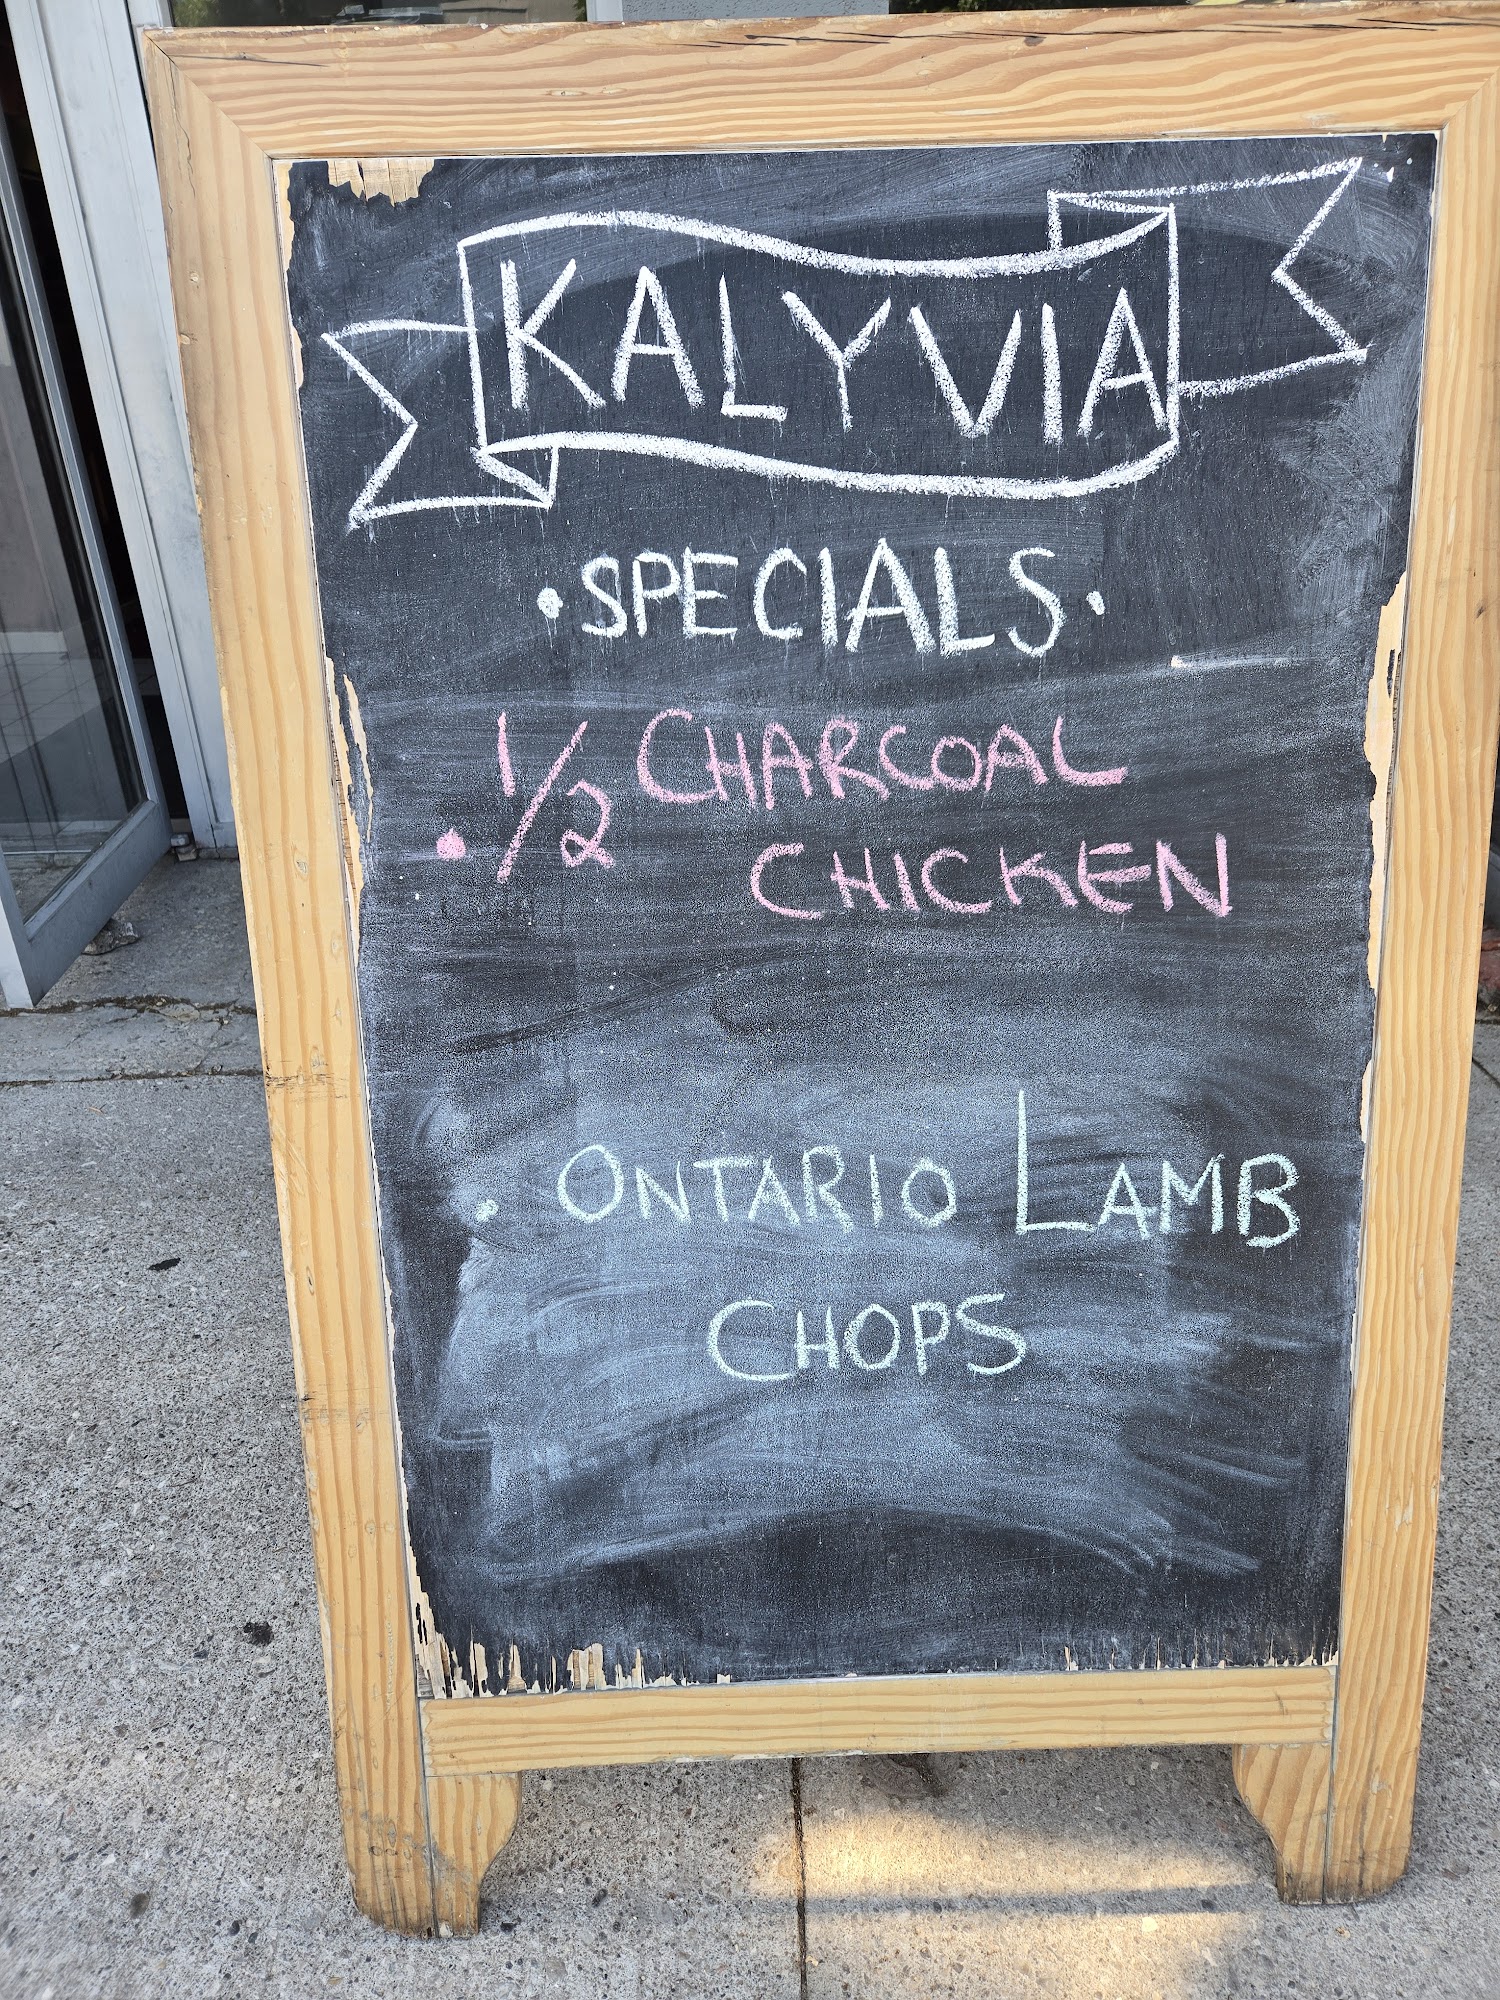 KALYVIA
• SPECIALS •
• 1/2 CHARCOAL
CHICKEN
• ONTARIO LAMB
CHOPS